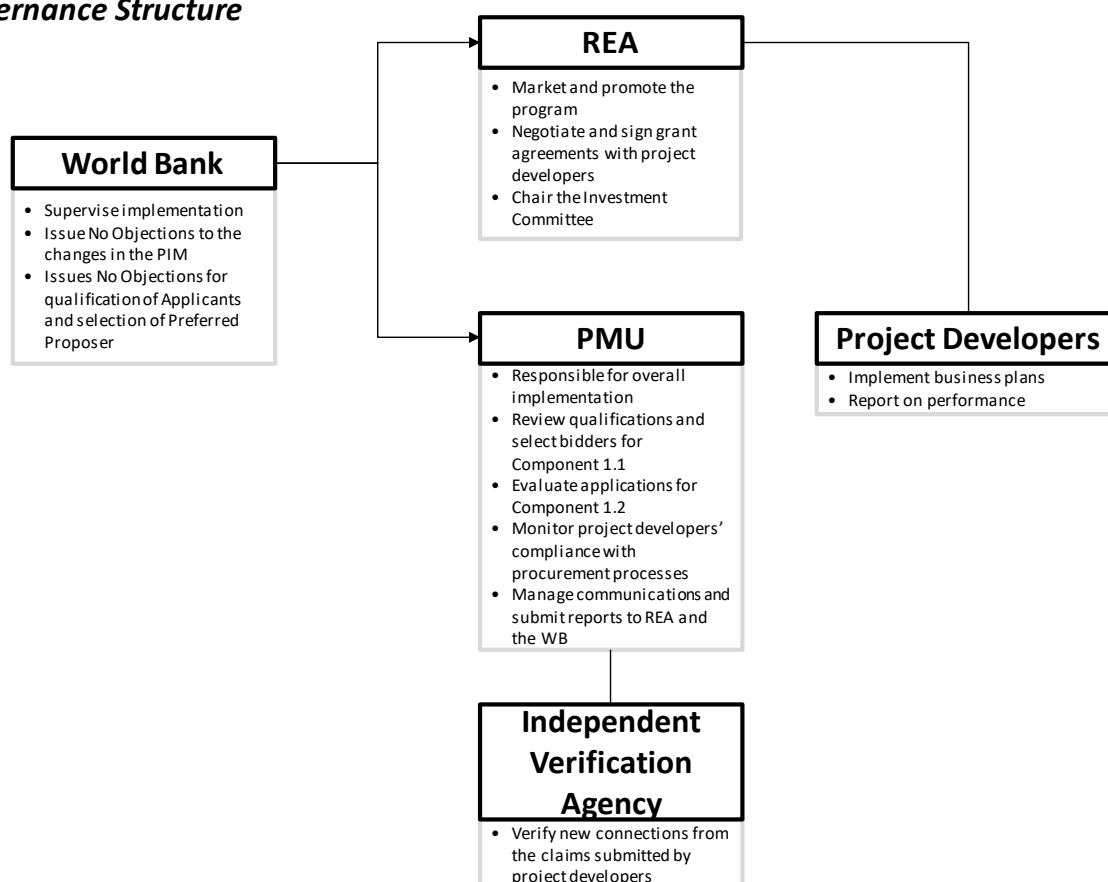 ernance Structure
REA
• Market and promote the
program
• Negotiate and sign grant
agreements with project
developers
• Chair the Investment
Committee
World Bank
• Supervise implementation
• Issue No Objections to the
changes in the PIM
• Issues No Objections for
qualification of Applicants
and selection of Preferred
Proposer
PMU
• Responsible for overall
implementation
• Review qualifications and
select bidders for
Component 1.1
• Evaluate applications for
Component 1.2
• Monitor project developers’
compliance with
procurement processes
• Manage communications and
submit reports to REA and
the WB
Project Developers
• Implement business plans
• Report on performance
Independent
Verification
Agency
• Verify new connections from
the claims submitted by
project developers